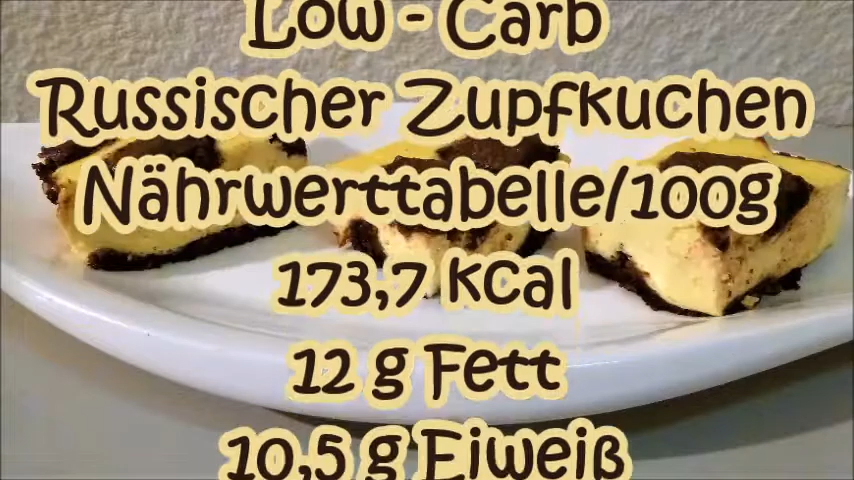 Low - Carb
Russischer Zupfkuchen
Nährwerttabelle/100g
173,7 kcal
12 g Fett
10,5 g Eiweiß